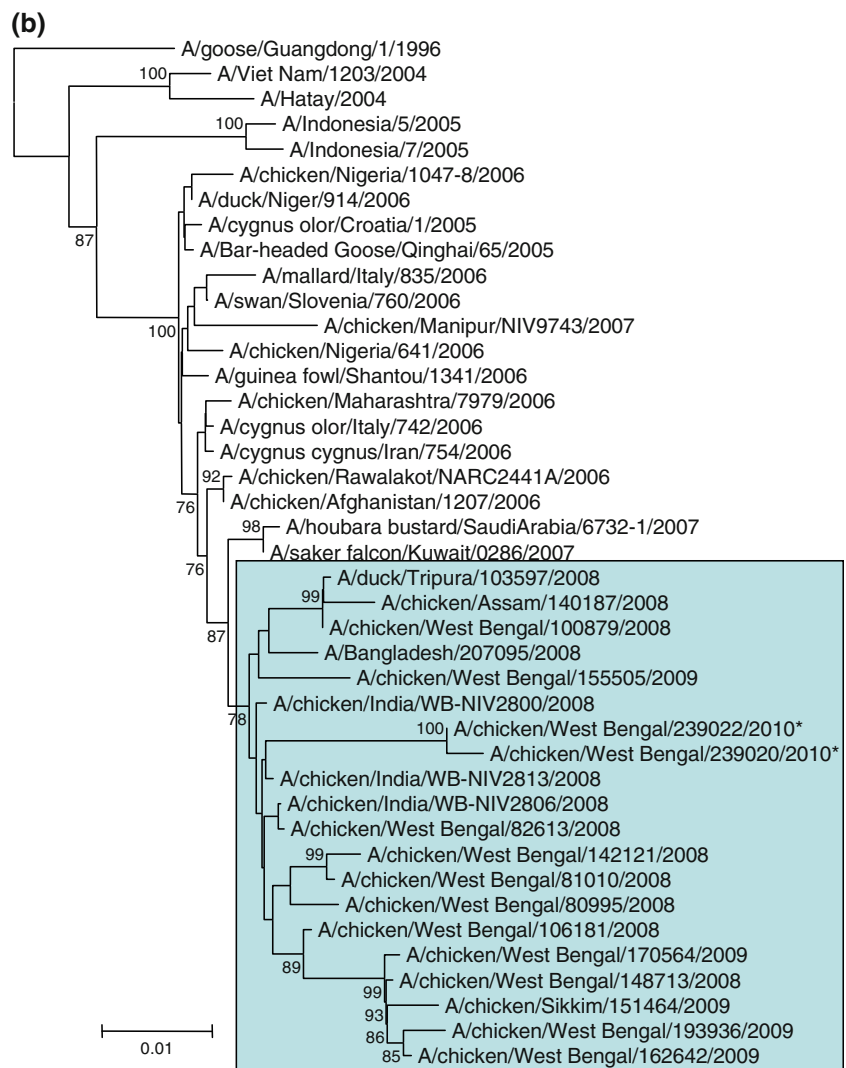 (b)
A/goose/Guangdong/1/1996
100
A/Viet Nam/1203/2004
A/Hatay/2004
100
A/Indonesia/5/2005
A/Indonesia/7/2005
A/chicken/Nigeria/1047-8/2006
A/duck/Niger/914/2006
A/cygnus olor/Croatia/1/2005
87
A/Bar-headed Goose/Qinghai/65/2005
A/mallard/Italy/835/2006
A/swan/Slovenia/760/2006
100
A/chicken/Manipur/NIV9743/2007
A/chicken/Nigeria/641/2006
A/guinea fowl/Shantou/1341/2006
A/chicken/Maharashtra/7979/2006
A/cygnus olor/Italy/742/2006
A/cygnus cygnus/Iran/754/2006
92
A/chicken/Rawalakot/NARC2441A/2006
76
A/chicken/Afghanistan/1207/2006
98
A/houbara bustard/SaudiArabia/6732-1/2007
A/saker falcon/Kuwait/0286/2007
76
A/duck/Tripura/103597/2008
99
A/chicken/Assam/140187/2008
A/chicken/West Bengal/100879/2008
87
A/Bangladesh/207095/2008
A/chicken/West Bengal/155505/2009
A/chicken/India/WB-NIV2800/2008
78
100
A/chicken/West Bengal/239022/2010*
A/chicken/West Bengal/239020/2010*
A/chicken/India/WB-NIV2813/2008
A/chicken/India/WB-NIV2806/2008
A/chicken/West Bengal/82613/2008
99
A/chicken/West Bengal/142121/2008
A/chicken/West Bengal/81010/2008
A/chicken/West Bengal/80995/2008
A/chicken/West Bengal/106181/2008
89
A/chicken/West Bengal/170564/2009
A/chicken/West Bengal/148713/2008
99
A/chicken/Sikkim/151464/2009
93
A/chicken/West Bengal/193936/2009
86
85
A/chicken/West Bengal/162642/2009
0.01